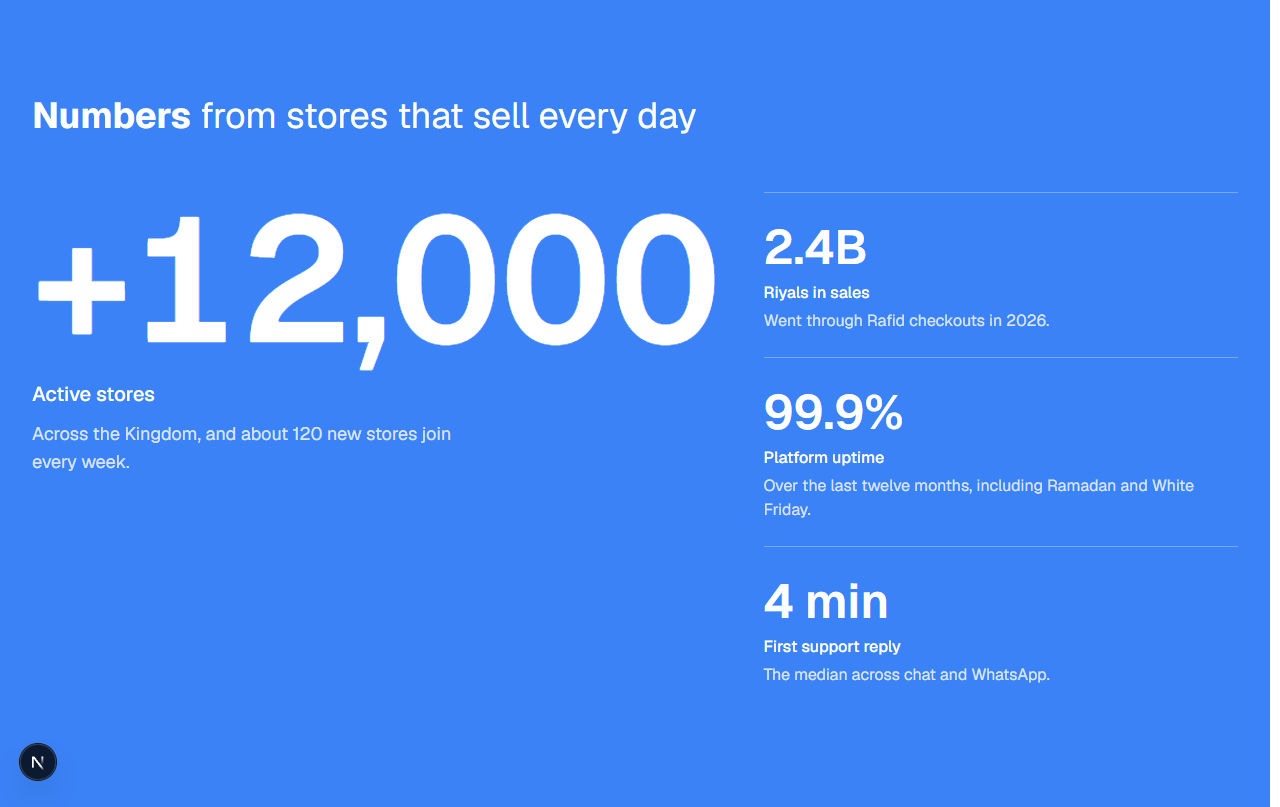 Numbers from stores that sell every day
+12,000
Active stores
Across the Kingdom, and about 120 new stores join
every week.
2.4B
Riyals in sales
Went through Rafid checkouts in 2026.
99.9%
Platform uptime
Over the last twelve months, including Ramadan and White
Friday.
4 min
First support reply
The median across chat and WhatsApp.
N